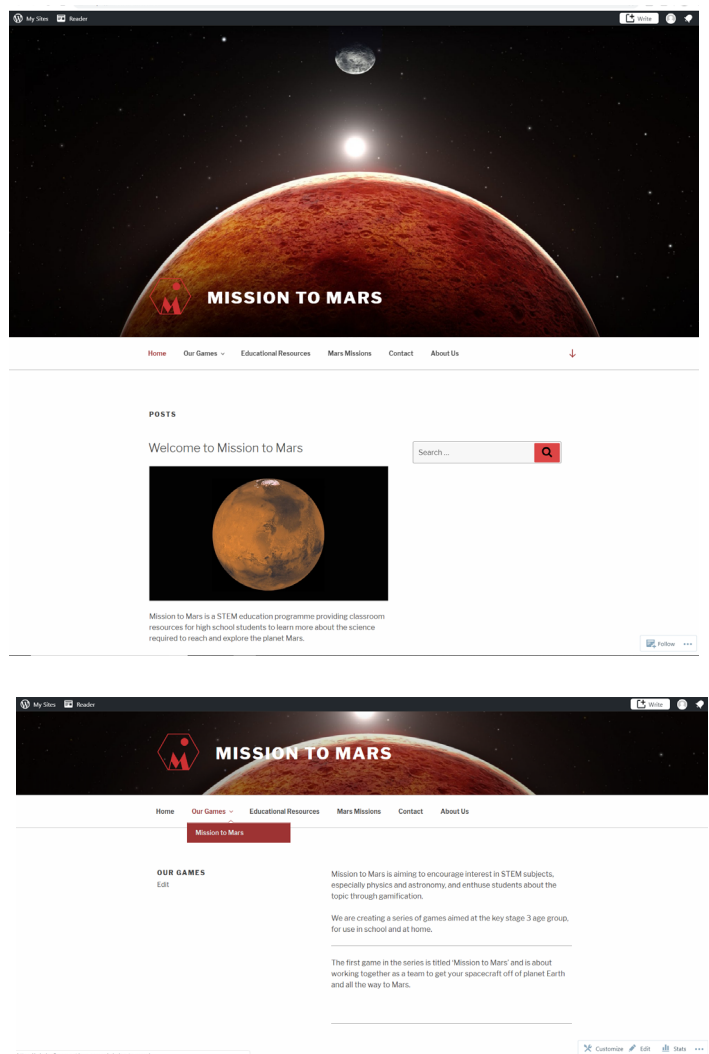 My Sites Reader Write
MISSION TO MARS
Home Our Games Educational Resources Mars Missions Contact About Us
POSTS
Welcome to Mission to Mars
Search ...
Mission to Mars is a STEM education programme providing classroom
resources for high school students to learn more about the science
required to reach and explore the planet Mars.
Follow
My Sites Reader Write
MISSION TO MARS
Home Our Games Educational Resources Mars Missions Contact About Us
Mission to Mars
OUR GAMES
Edit
Mission to Mars is aiming to encourage interest in STEM subjects,
especially physics and astronomy, and enthuse students about the
topic through gamification.
We are creating a series of games aimed at the key stage 3 age group,
for use in school and at home.
The first game in the series is titled 'Mission to Mars' and is about
working together as a team to get your spacecraft off of planet Earth
and all the way to Mars.
Customize Edit Stats